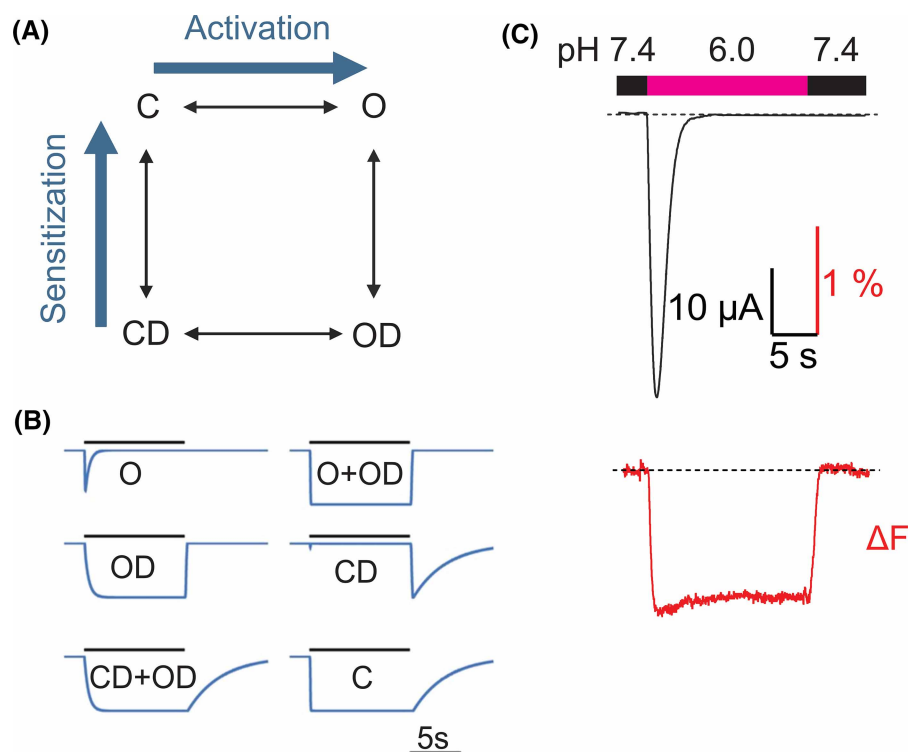 (A)
Activation
C O
Sensitization
CD OD
(B)
O O+OD
OD CD
CD+OD C
5s
(C)
pH 7.4 6.0 7.4
10 µA
1 %
5 s
ΔF